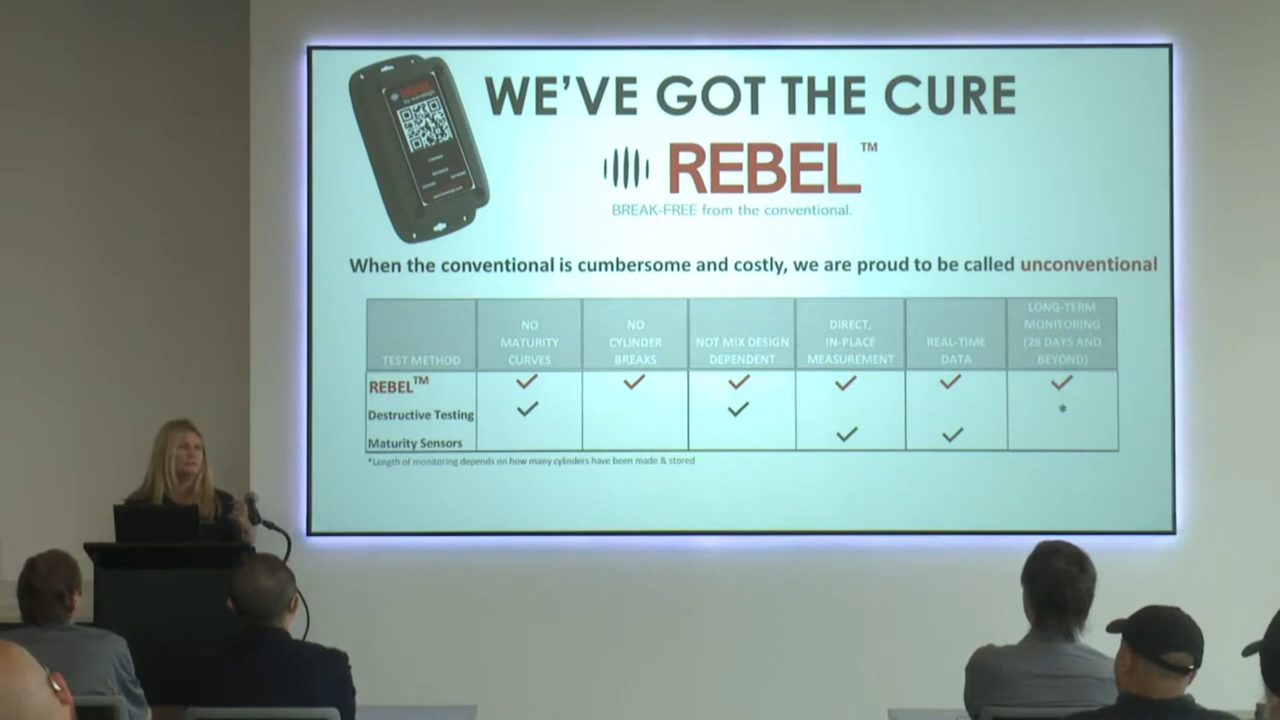 WE'VE GOT THE CURE
REBEL
REBEL™
BREAK-FREE from the conventional.
When the conventional is cumbersome and costly, we are proud to be called unconventional
TEST METHOD
NO
MATURITY
CURVES
NO
CYLINDER
BREAKS
NOT MIX DESIGN
DEPENDENT
DIRECT,
IN-PLACE
MEASUREMENT
REAL-TIME
DATA
LONG-TERM
MONITORING
(28 DAYS AND
BEYOND)
REBEL™ ✓ ✓ ✓ ✓ ✓ ✓
Destructive Testing ✓ ✓ *
Maturity Sensors ✓ ✓
*Length of monitoring depends on how many cylinders have been made & stored